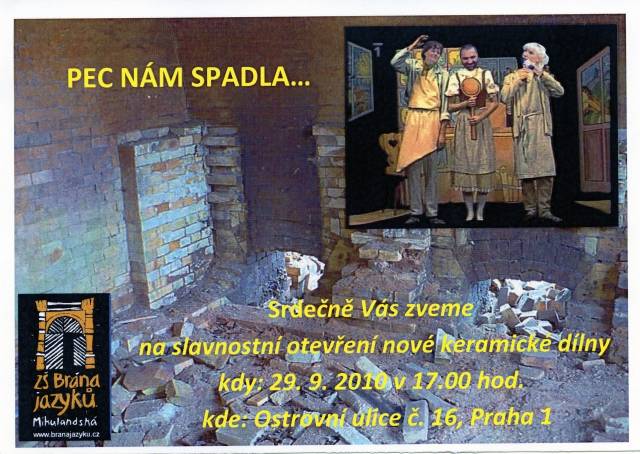 PEC NÁM SPADLA...
Srdečně Vás zveme
na slavnostní otevření nové keramické dílny
kdy: 29. 9. 2010 v 17.00 hod.
kde: Ostrovní ulice č. 16, Praha 1
ZŠ Brána
jazyků
Mikulandská
www.branajazyku.cz